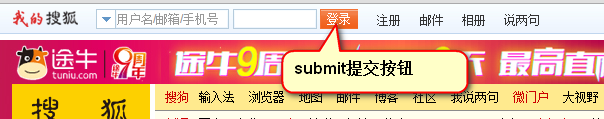 我的搜狐 用户名/邮箱/手机号 登录 注册 邮件 相册 说两句
途牛 tuniu.com 9周年 途牛9周 最高直
submit提交按钮
搜狐
搜狗 输入法 浏览器 地图 邮件 博客 社区 我说两句 微门户 大视野